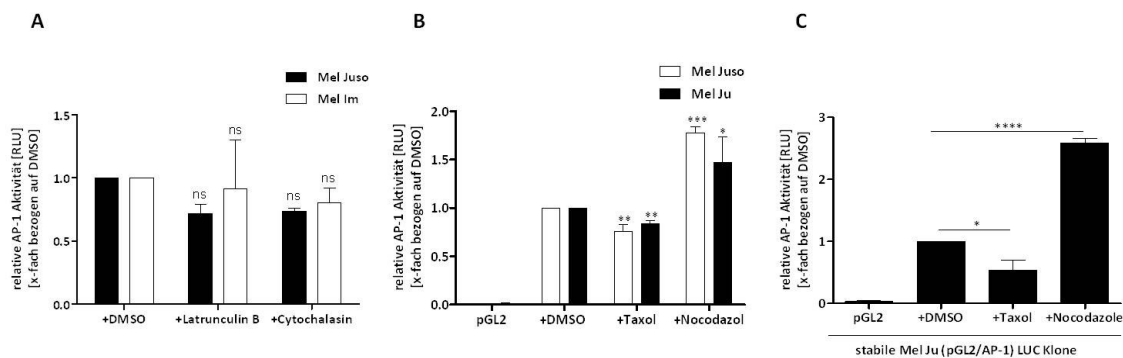 A
Mel Juso
Mel Im
relative AP-1 Aktivität [RLU]
[x-fach bezogen auf DMSO]
1.5
1.0
0.5
0.0
ns
ns
ns
ns
+DMSO
+Latrunculin B
+Cytochalasin
B
Mel Juso
Mel Ju
relative AP-1 Aktivität [RLU]
[x-fach bezogen auf DMSO]
2.0
1.5
1.0
0.5
0.0
***
*
**
**
pGL2
+DMSO
+Taxol
+Nocodazol
C
relative AP-1 Aktivität [RLU]
[x-fach bezogen auf DMSO]
3
2
1
0
****
*
pGL2
+DMSO
+Taxol
+Nocodazole
stabile Mel Ju (pGL2/AP-1) LUC Klone